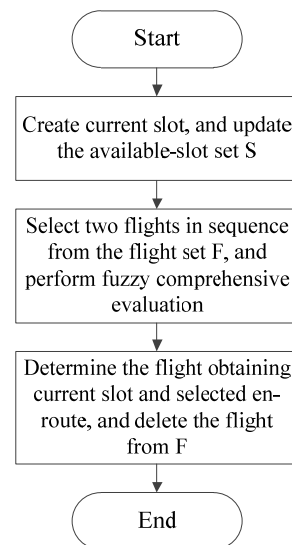 Start
Create current slot, and update
the available-slot set S
Select two flights in sequence
from the flight set F, and
perform fuzzy comprehensive
evaluation
Determine the flight obtaining
current slot and selected en-
route, and delete the flight
from F
End